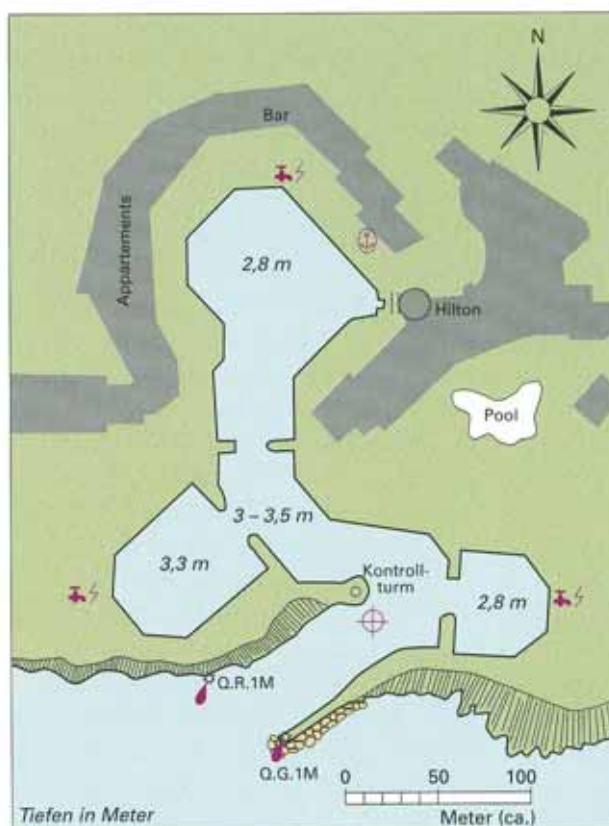 N
Bar
Appartements
2,8 m
Hilton
Pool
3 – 3,5 m
3,3 m
Kontroll-
turm
2,8 m
Q.R.1M
Q.G.1M
0 50 100
Meter (ca.)
Tiefen in Meter